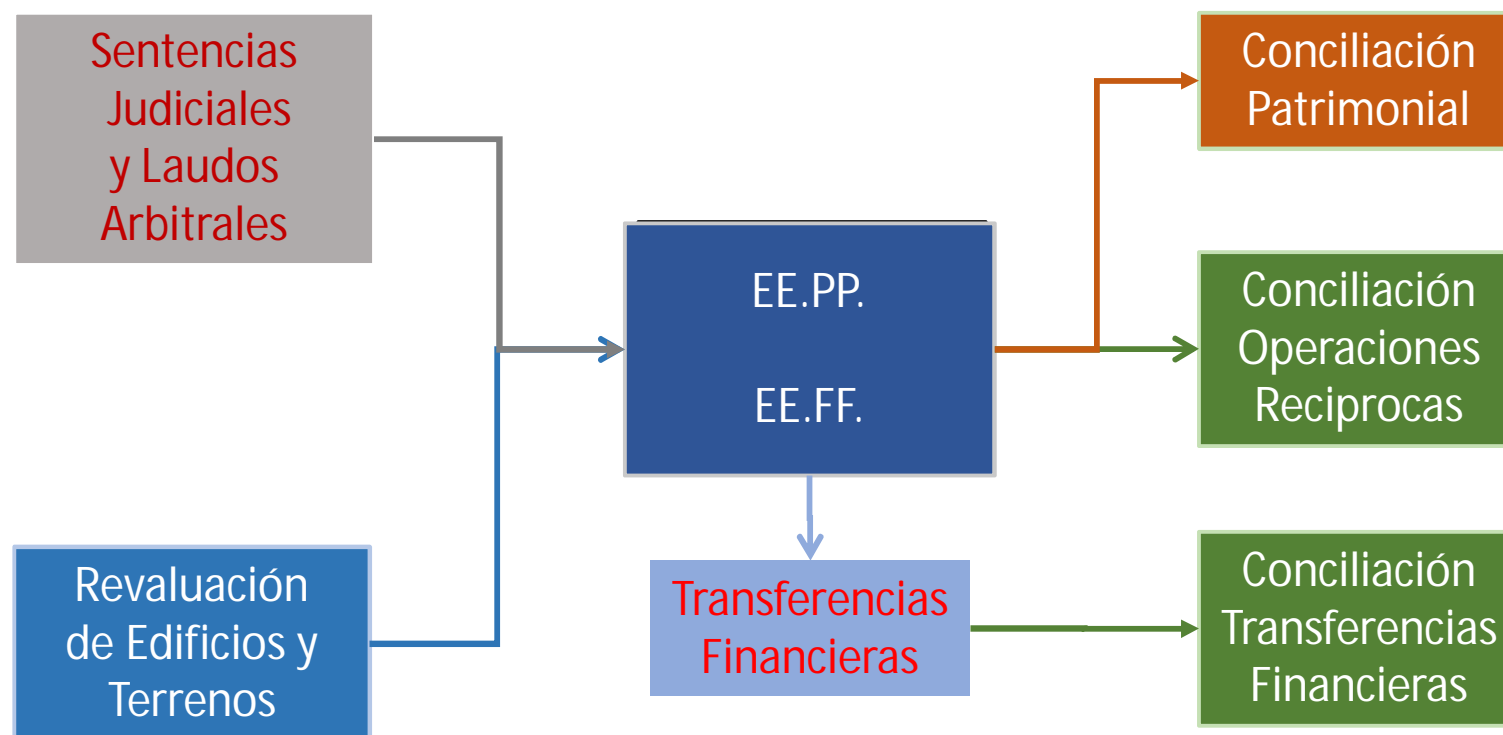 Sentencias
Judiciales
y Laudos
Arbitrales
Revaluación
de Edificios y
Terrenos
EE.PP.
EE.FF.
Transferencias
Financieras
Conciliación
Patrimonial
Conciliación
Operaciones
Reciprocas
Conciliación
Transferencias
Financieras